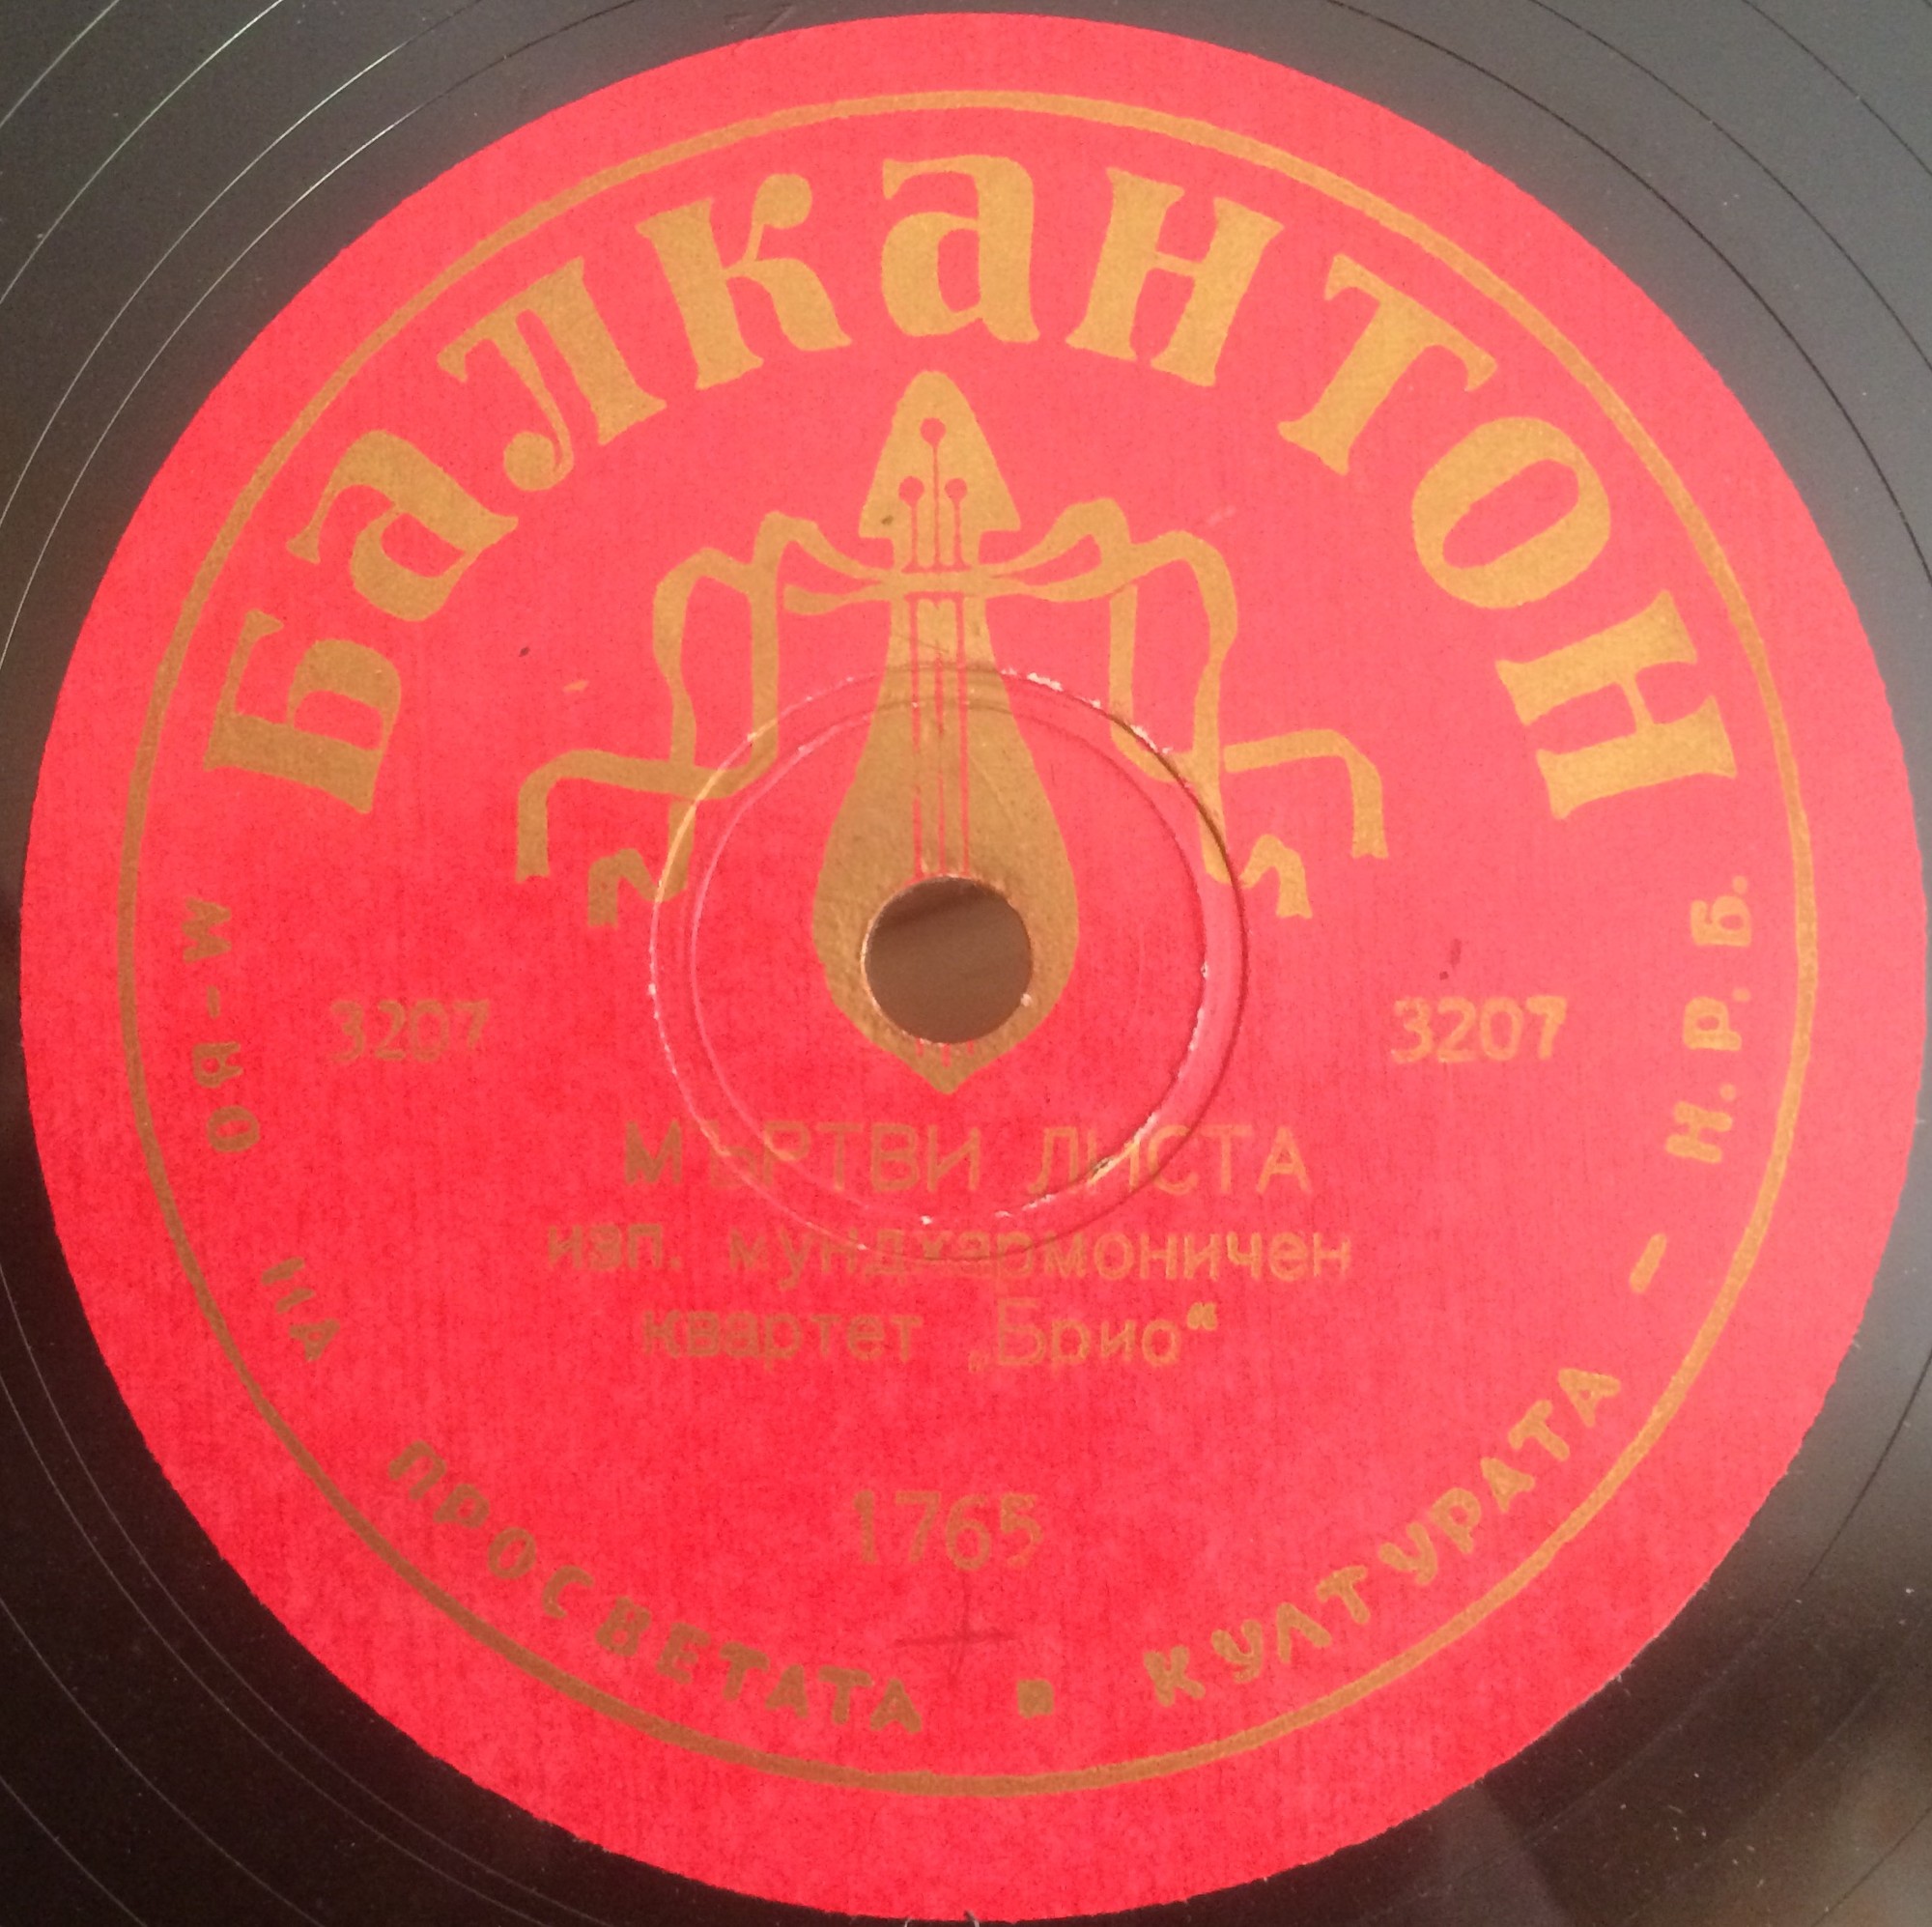 Балкантон
3207
3207
МЪРТВИ ЛИСТА
изп. мундхармоничен
квартет „Брио“
1765
М-ВО НА ПРОСВЕТАТА и КУЛТУРАТА – Н.Р.Б.